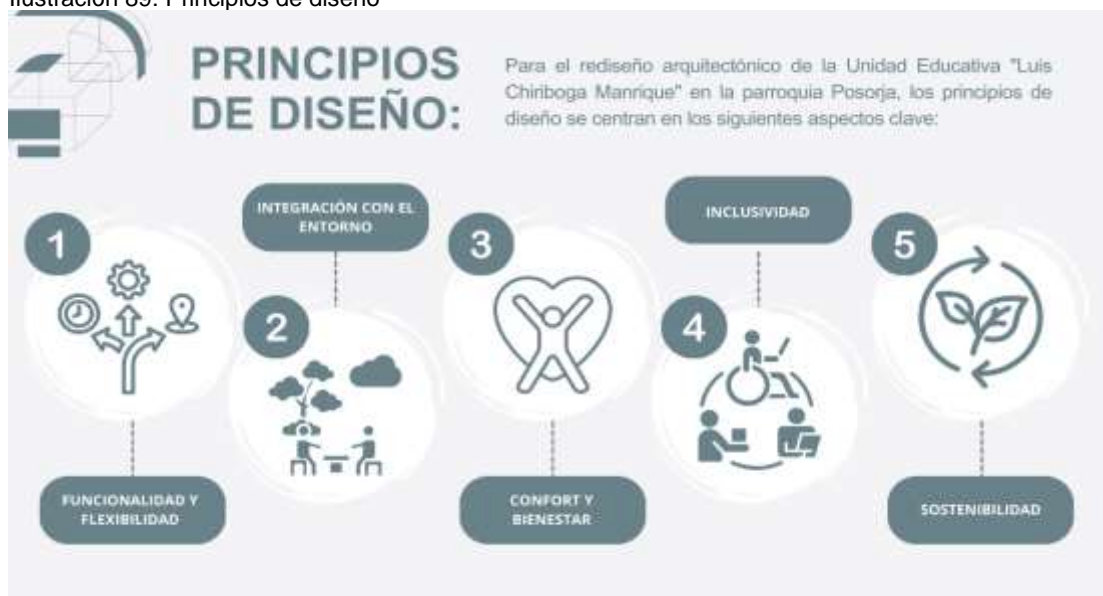 Ilustración 89. Principios de diseño
PRINCIPIOS
DE DISEÑO:
Para el rediseño arquitectónico de la Unidad Educativa "Luis
Chiriboga Manrique" en la parroquia Posorja, los principios de
diseño se centran en los siguientes aspectos clave:
1
FUNCIONALIDAD Y
FLEXIBILIDAD
INTEGRACIÓN CON EL
ENTORNO
2
3
CONFORT Y
BIENESTAR
INCLUSIVIDAD
4
5
SOSTENIBILIDAD